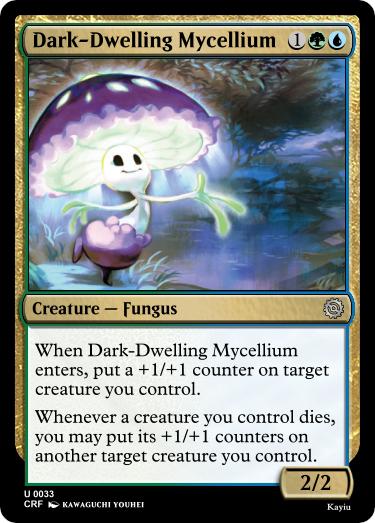 Dark-Dwelling Mycellium 1
Creature — Fungus
When Dark-Dwelling Mycellium
enters, put a +1/+1 counter on target
creature you control.
Whenever a creature you control dies,
you may put its +1/+1 counters on
another target creature you control.
2/2
U 0033
CRF KAWAGUCHI YOUHEI
Kayiu